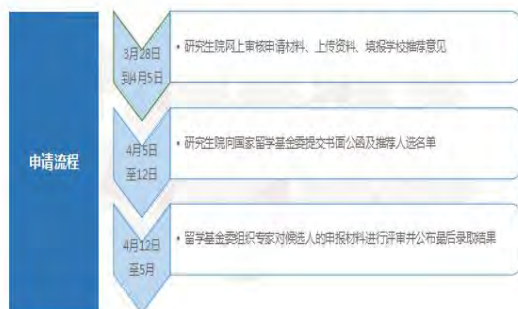 申请流程
3月28日
到4月5日
• 研究生院网上审核申请材料、上传资料、填报学校推荐意见
4月5日
至12日
• 研究生院向国家留学基金委提交书面公函及推荐人选名单
4月12日
至5月
• 留学基金委组织专家对候选人的申报材料进行评审并公布最后录取结果